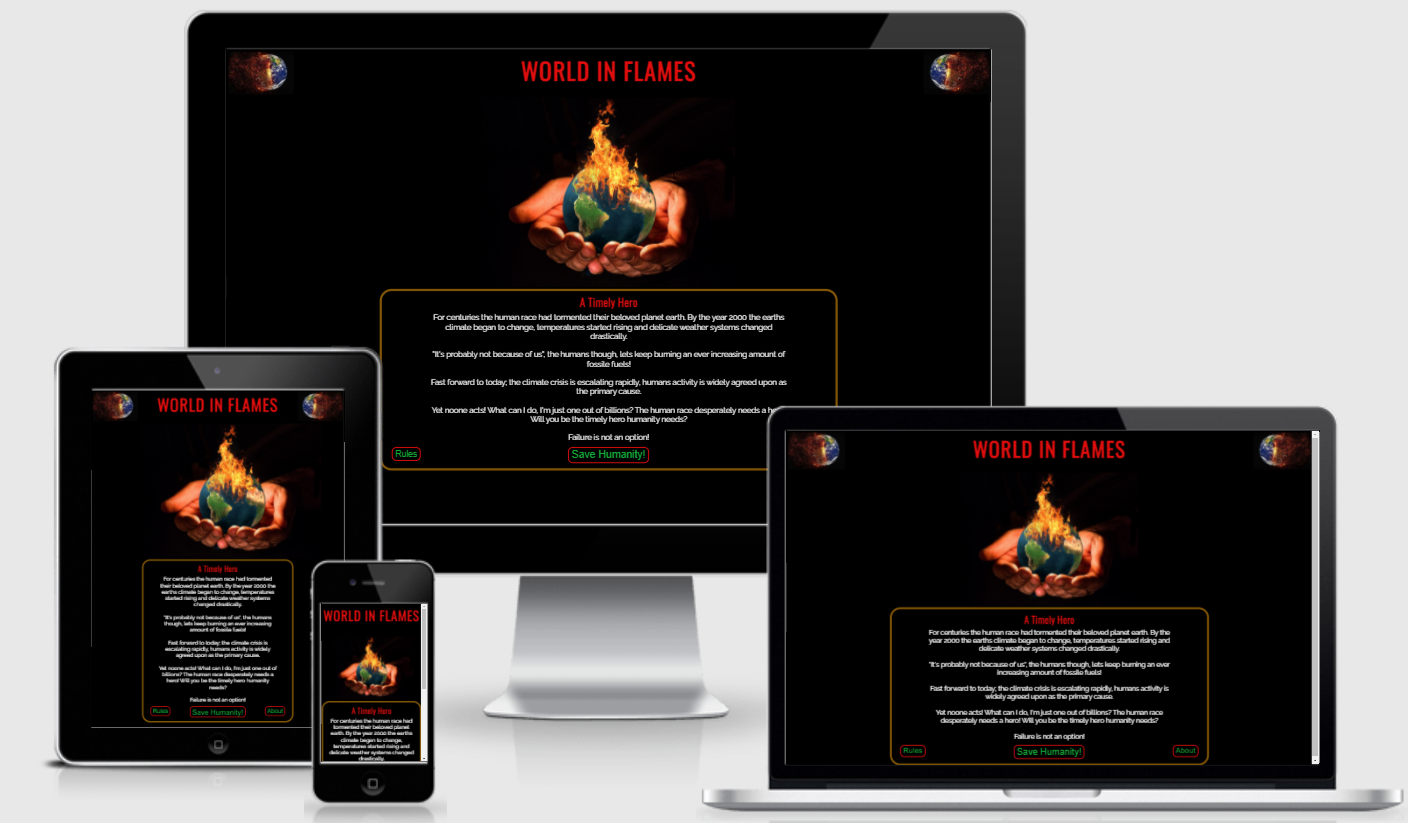 WORLD IN FLAMES
A Timely Hero
For centuries the human race had tormented their beloved planet earth. By the year 2000 the earths
climate began to change, temperatures started rising and delicate weather systems changed
drastically.
"It's probably not because of us", the humans though, lets keep burning an ever increasing amount of
fossile fuels!
Fast forward to today; the climate crisis is escalating rapidly, humans activity is widely agreed upon as
the primary cause.
Yet noone acts! What can I do, I'm just one out of billions? The human race desperately needs a
Will you be the timely hero humanity needs?
Failure is not an option!
Rules
Save Humanity!
WORLD IN FLAMES
A Timely Hero
For centuries the human race had tormented
their beloved planet earth. By the year 2000 the
earths climate began to change, temperatures
started rising and delicate weather systems
changed drastically.
"It's probably not because of us", the humans
though, lets keep burning an ever increasing
amount of fossile fuels!
Fast forward to today; the climate crisis is
escalating rapidly, humans activity is widely
agreed upon as the primary cause.
Yet noone acts! What can I do, I'm just one out of
billions? The human race desperately needs a
hero! Will you be the timely hero humanity
needs?
Failure is not an option!
Rules
Save Humanity!
About
WORLD IN FLAMES
A Timely Hero
For centuries the human race had
tormented their beloved planet
earth. By the year 2000 the earths
climate began to change,
temperatures started rising and
delicate weather systems changed
drastically.
WORLD IN FLAMES
A Timely Hero
For centuries the human race had tormented their beloved planet earth. By the
year 2000 the earths climate began to change, temperatures started rising and
delicate weather systems changed drastically.
"It's probably not because of us", the humans though, lets keep burning an ever
increasing amount of fossile fuels!
Fast forward to today; the climate crisis is escalating rapidly, humans activity is
widely agreed upon as the primary cause.
Yet noone acts! What can I do, I'm just one out of billions? The human race
desperately needs a hero! Will you be the timely hero humanity needs?
Failure is not an option!
Rules
Save Humanity!
About